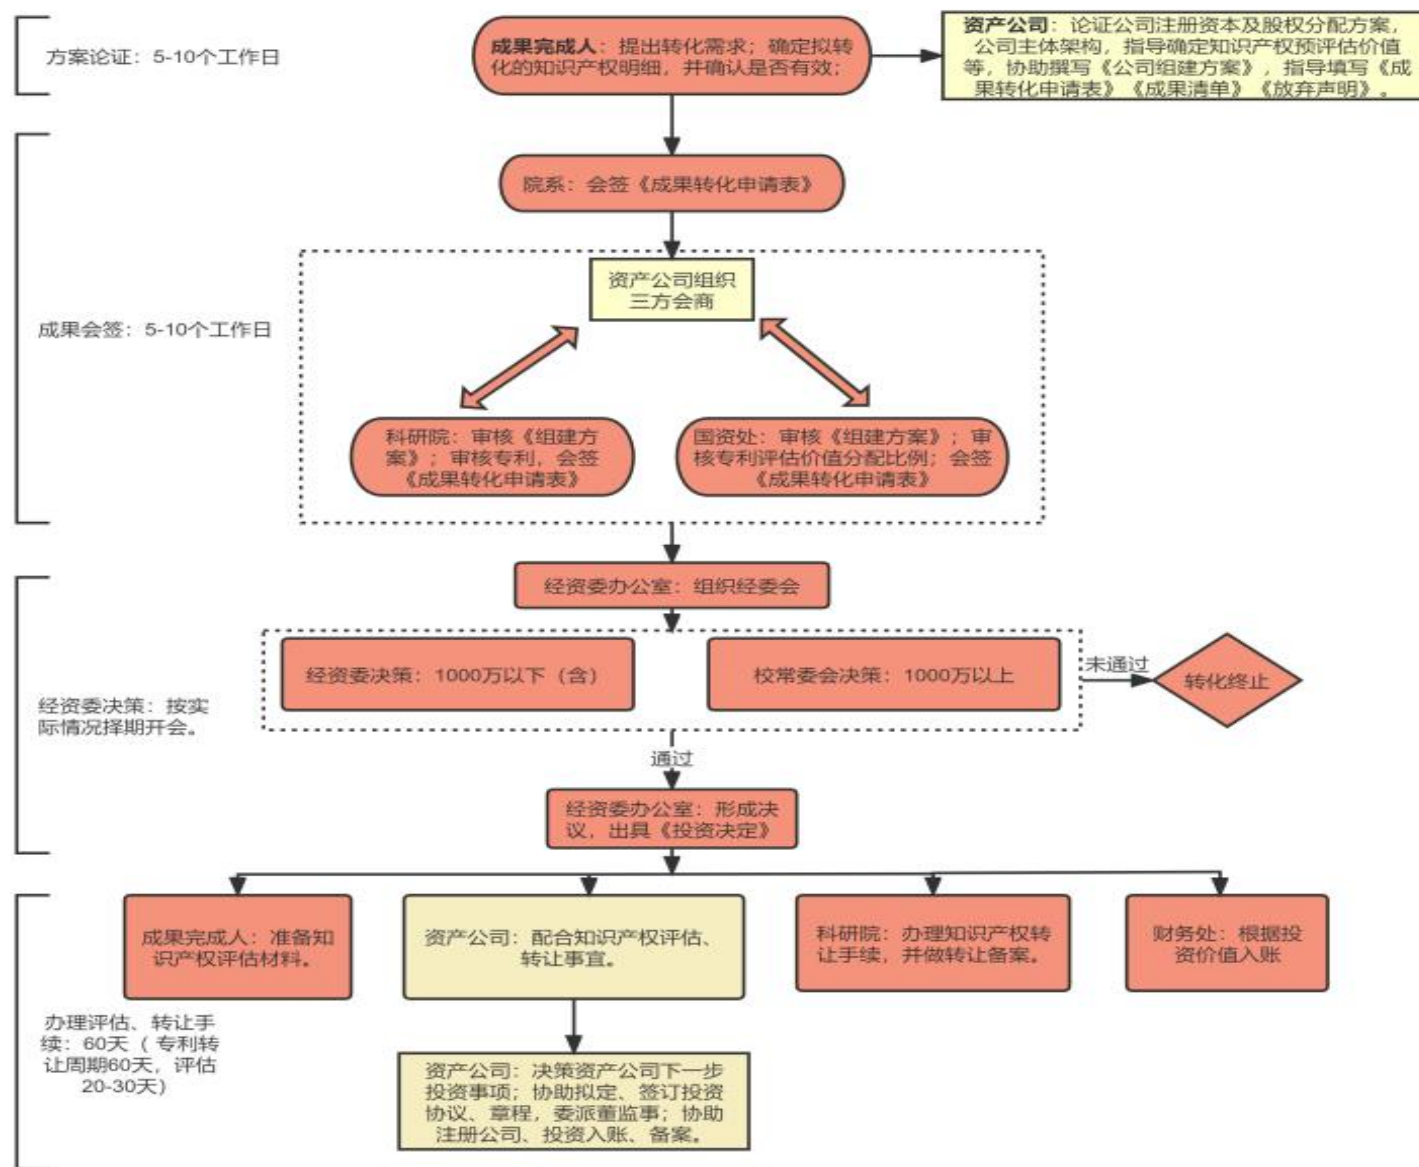 方案论证：5-10个工作日
成果完成人：提出转化需求；确定拟转
化的知识产权明细，并确认是否有效；
资产公司：论证公司注册资本及股权分配方案，
公司主体架构，指导确定知识产权预评估价值
等，协助撰写《公司组建方案》，指导填写《成
果转化申请表》《成果清单》《放弃声明》。
院系：会签《成果转化申请表》
成果会签：5-10个工作日
资产公司组织
三方会商
科研院：审核《组建方
案》；审核专利，会签
《成果转化申请表》
国资处：审核《组建方案》；审
核专利评估价值分配比例；会签
《成果转化申请表》
经资委办公室：组织经委会
经资委决策：按实
际情况择期开会。
经资委决策：1000万以下（含）
校常委会决策：1000万以上
未通过
转化终止
通过
经资委办公室：形成决
议，出具《投资决定》
成果完成人：准备知
识产权评估材料。
资产公司：配合知识产权评估、
转让事宜。
科研院：办理知识产权转
让手续，并做转让备案。
财务处：根据投
资价值入账
办理评估、转让手
续：60天（ 专利转
让周期60天，评估
20-30天）
资产公司：决策资产公司下一步
投资事项；协助拟定、签订投资
协议、章程，委派董监事；协助
注册公司、投资入账、备案。